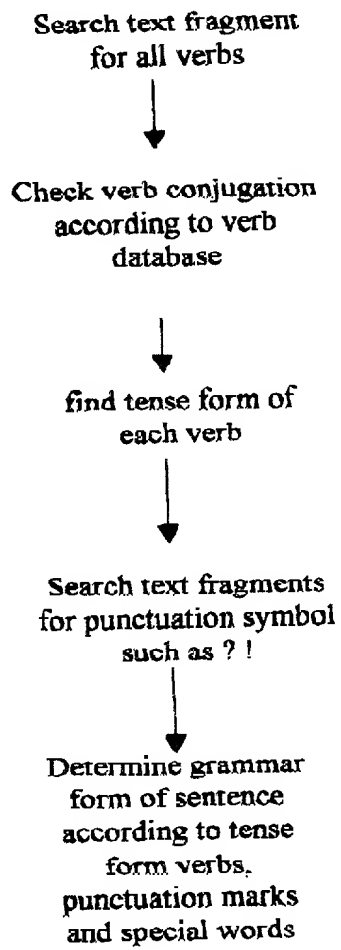 Search text fragment
for all verbs
Check verb conjugation
according to verb
database
find tense form of
each verb
Search text fragments
for punctuation symbol
such as ? !
Determine grammar
form of sentence
according to tense
form verbs,
punctuation marks
and special words